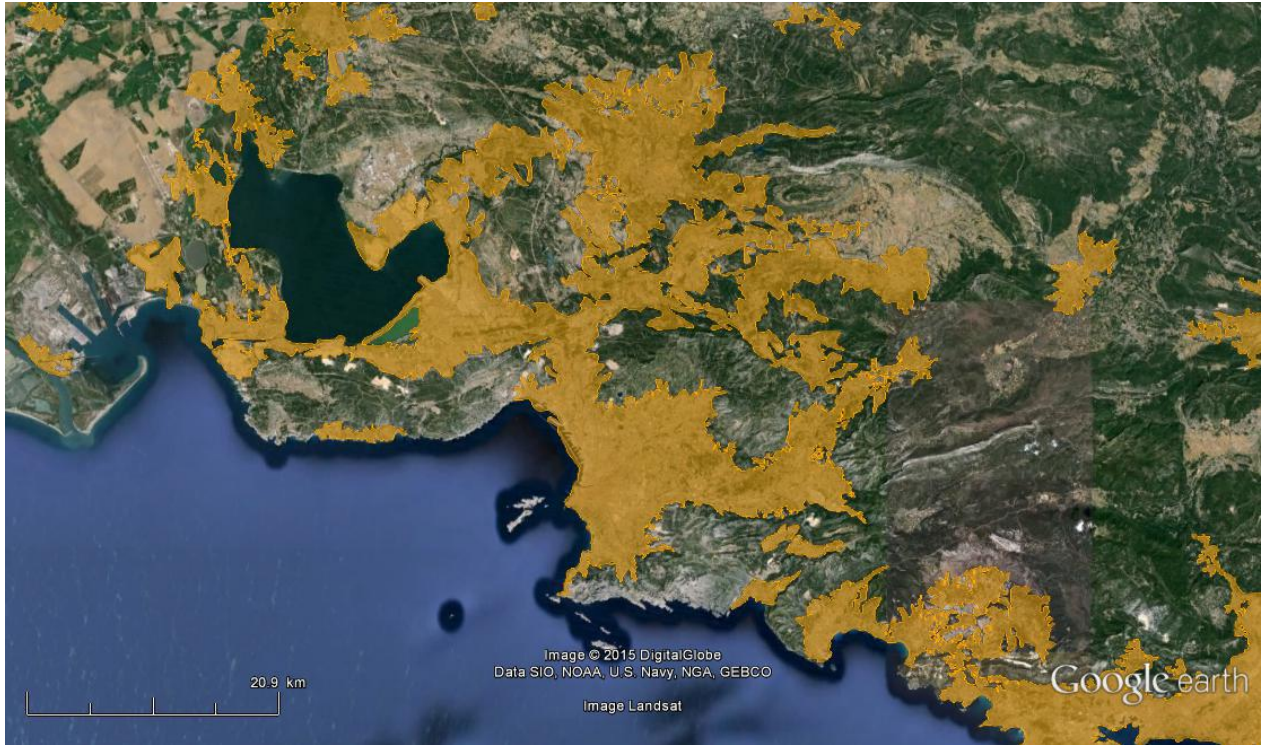 Image © 2015 DigitalGlobe
Data SIO, NOAA, U.S. Navy, NGA, GEBCO
20.9 km
Google earth
Image Landsat